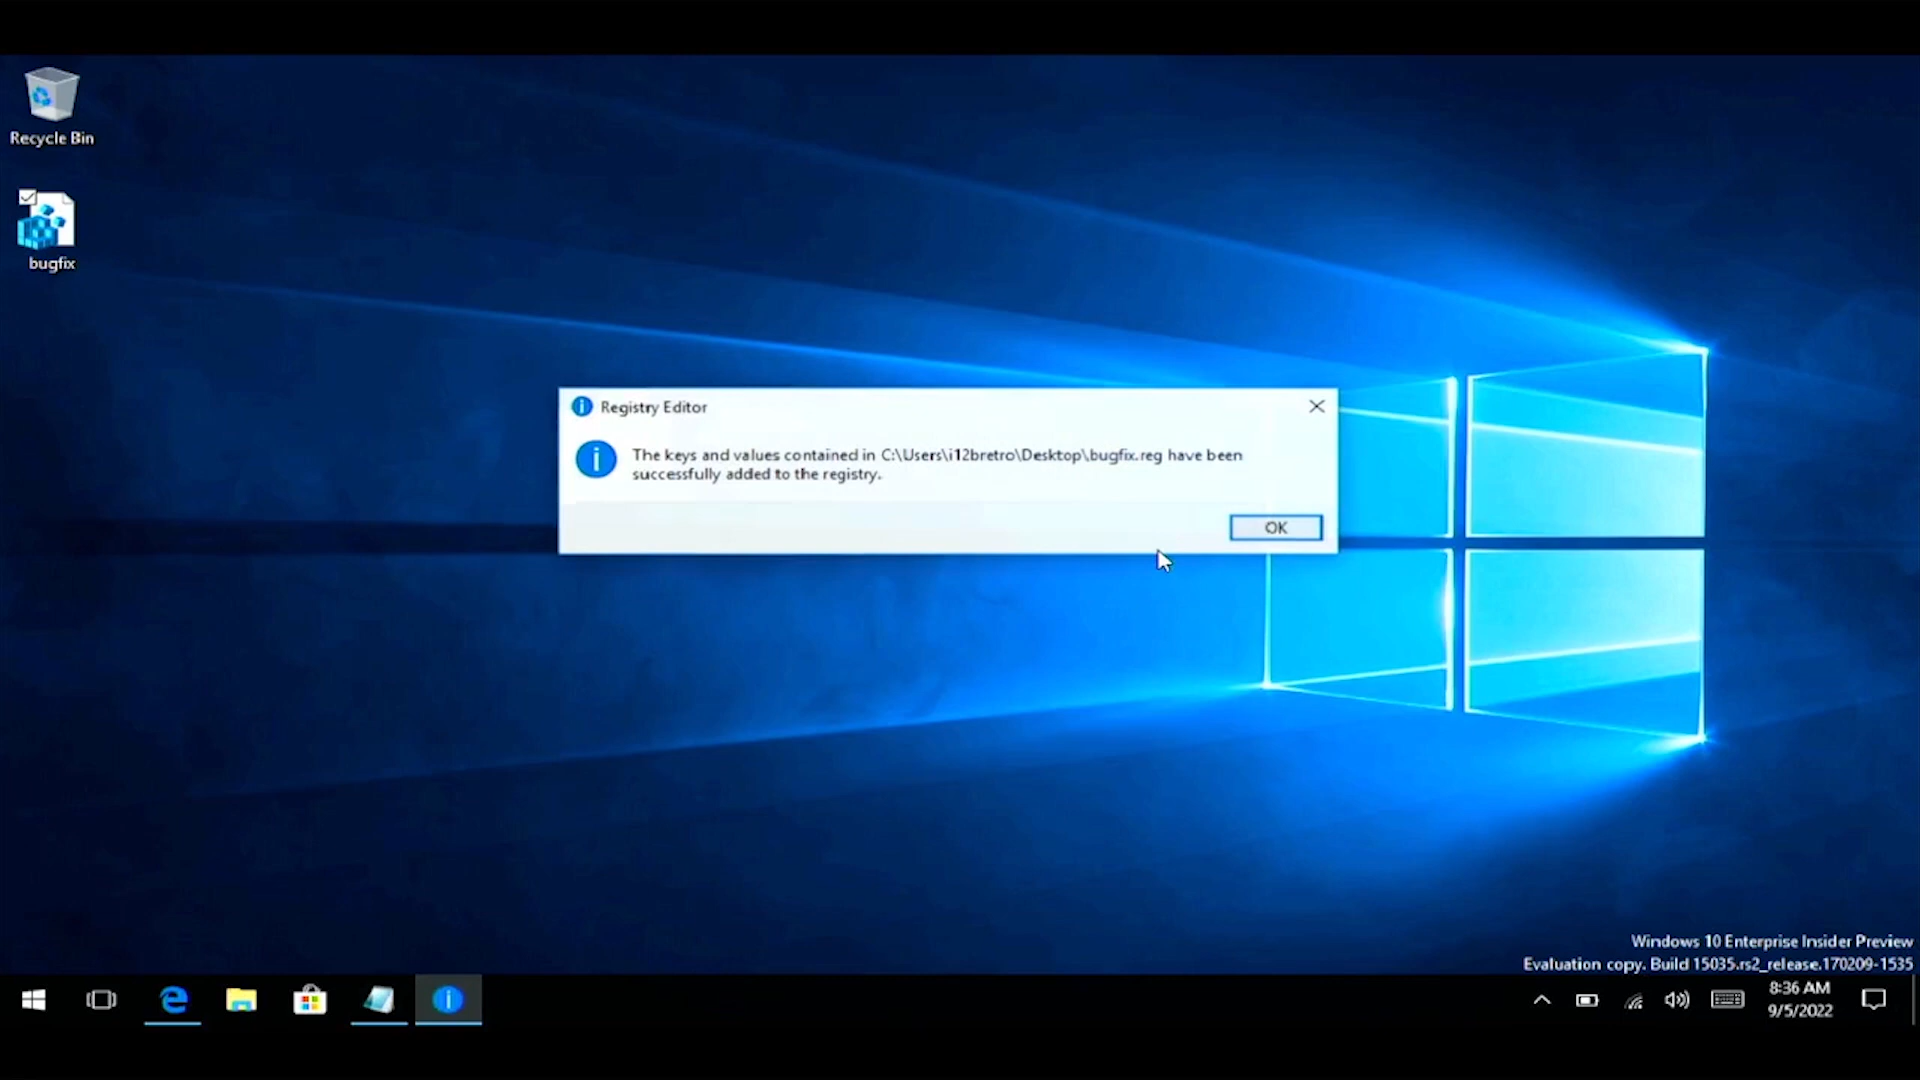 Recycle Bin
bugfix
Registry Editor
The keys and values contained in C:\Users\i12bretro\Desktop\bugfix.reg have been
successfully added to the registry.
OK
Windows 10 Enterprise Insider Preview
Evaluation copy. Build 15035.rs2_release.170209-1535
8:36 AM
9/5/2022